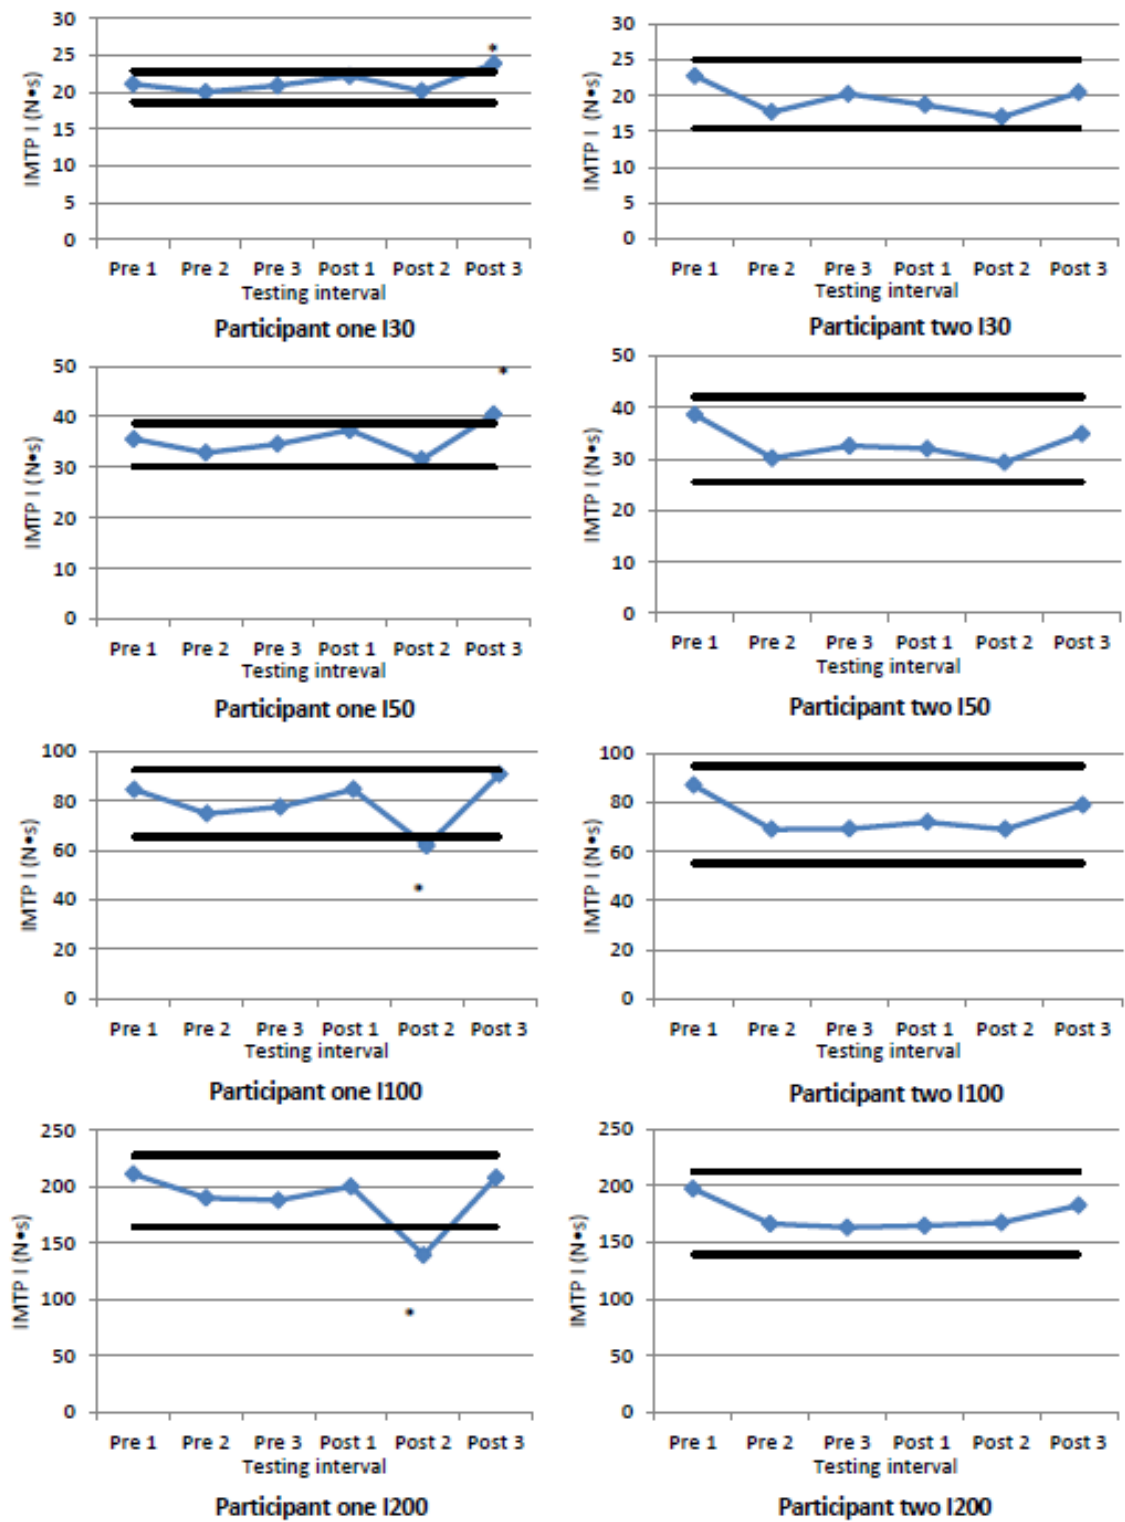 30
25
20
15
10
5
0
IMTP I (N•s)
*
Pre 1 Pre 2 Pre 3 Post 1 Post 2 Post 3
Testing interval
Participant one I30
30
25
20
15
10
5
0
IMTP I (N•s)
Pre 1 Pre 2 Pre 3 Post 1 Post 2 Post 3
Testing interval
Participant two I30
50
40
30
20
10
0
IMTP I (N•s)
*
Pre 1 Pre 2 Pre 3 Post 1 Post 2 Post 3
Testing intreval
Participant one I50
50
40
30
20
10
0
IMTP I (N•s)
Pre 1 Pre 2 Pre 3 Post 1 Post 2 Post 3
Testing interval
Participant two I50
100
80
60
40
20
0
IMTP I (N•s)
*
Pre 1 Pre 2 Pre 3 Post 1 Post 2 Post 3
Testing interval
Participant one I100
100
80
60
40
20
0
IMTP I (N•s)
Pre 1 Pre 2 Pre 3 Post 1 Post 2 Post 3
Testing interval
Participant two I100
250
200
150
100
50
0
IMTP I (N•s)
*
Pre 1 Pre 2 Pre 3 Post 1 Post 2 Post 3
Testing interval
Participant one I200
250
200
150
100
50
0
IMTP I (N•s)
Pre 1 Pre 2 Pre 3 Post 1 Post 2 Post 3
Testing interval
Participant two I200